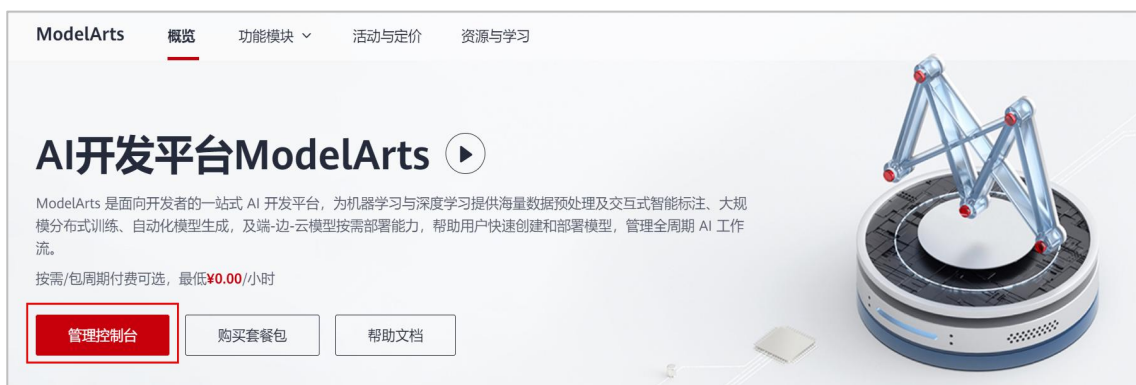 ModelArts 概览 功能模块 活动与定价 资源与学习
AI开发平台ModelArts
ModelArts 是面向开发者的一站式 AI 开发平台，为机器学习与深度学习提供海量数据预处理及交互式智能标注、大规
模分布式训练、自动化模型生成，及端-边-云模型按需部署能力，帮助用户快速创建和部署模型，管理全周期 AI 工作
流。
按需/包周期付费可选，最低¥0.00/小时
管理控制台 购买套餐包 帮助文档